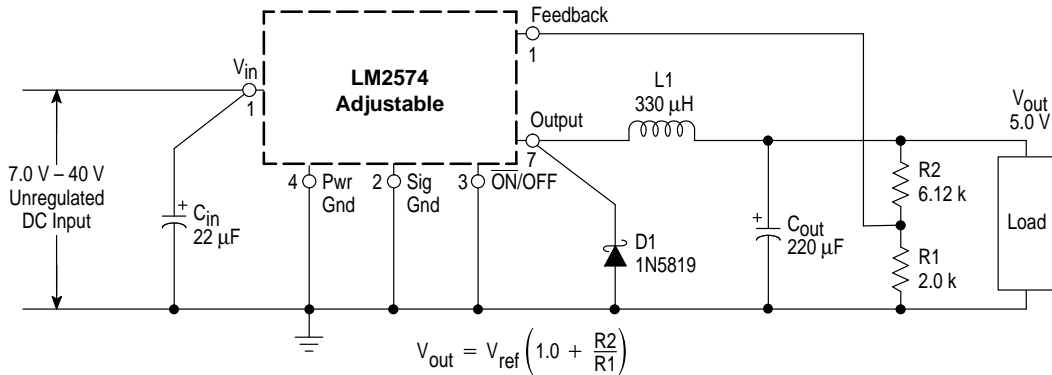 Feedback
1
V_in
1
LM2574
Adjustable
L1
330 μH
Output
7
V_out
5.0 V
7.0 V – 40 V
Unregulated
DC Input
4 Pwr
Gnd
2 Sig
Gnd
3 O̅N̅/OFF
+
C_in
22 μF
R2
6.12 k
+
C_out
220 μF
D1
1N5819
Load
R1
2.0 k
V_out = V_ref (1.0 + R2/R1)